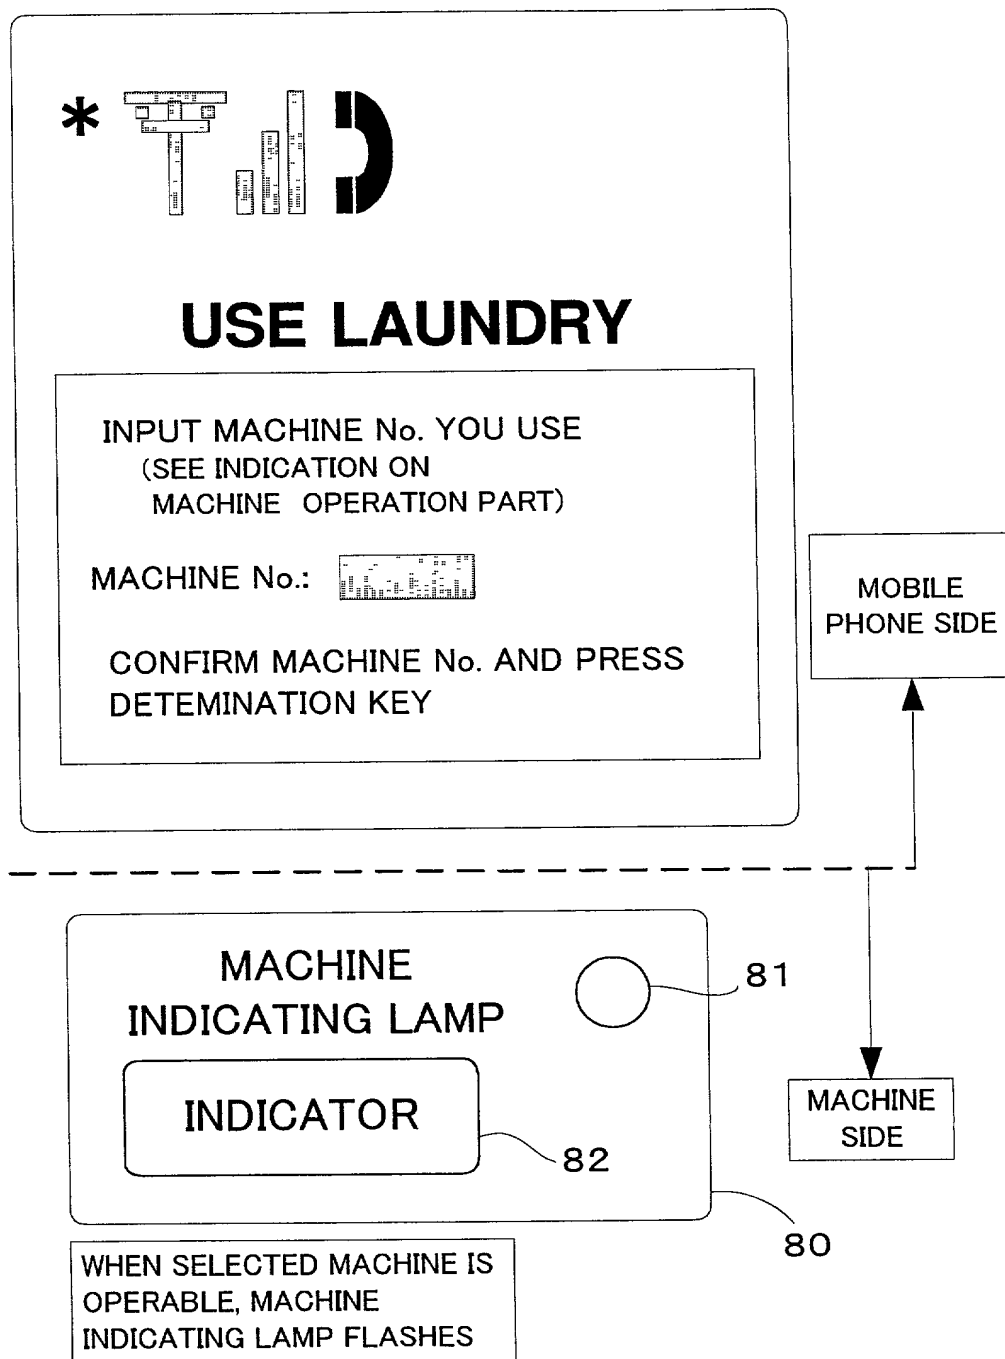 *
USE LAUNDRY
INPUT MACHINE No. YOU USE
(SEE INDICATION ON
MACHINE OPERATION PART)
MACHINE No.:
CONFIRM MACHINE No. AND PRESS
DETEMINATION KEY
MOBILE
PHONE SIDE
MACHINE
INDICATING LAMP
81
INDICATOR
82
MACHINE
SIDE
80
WHEN SELECTED MACHINE IS
OPERABLE, MACHINE
INDICATING LAMP FLASHES